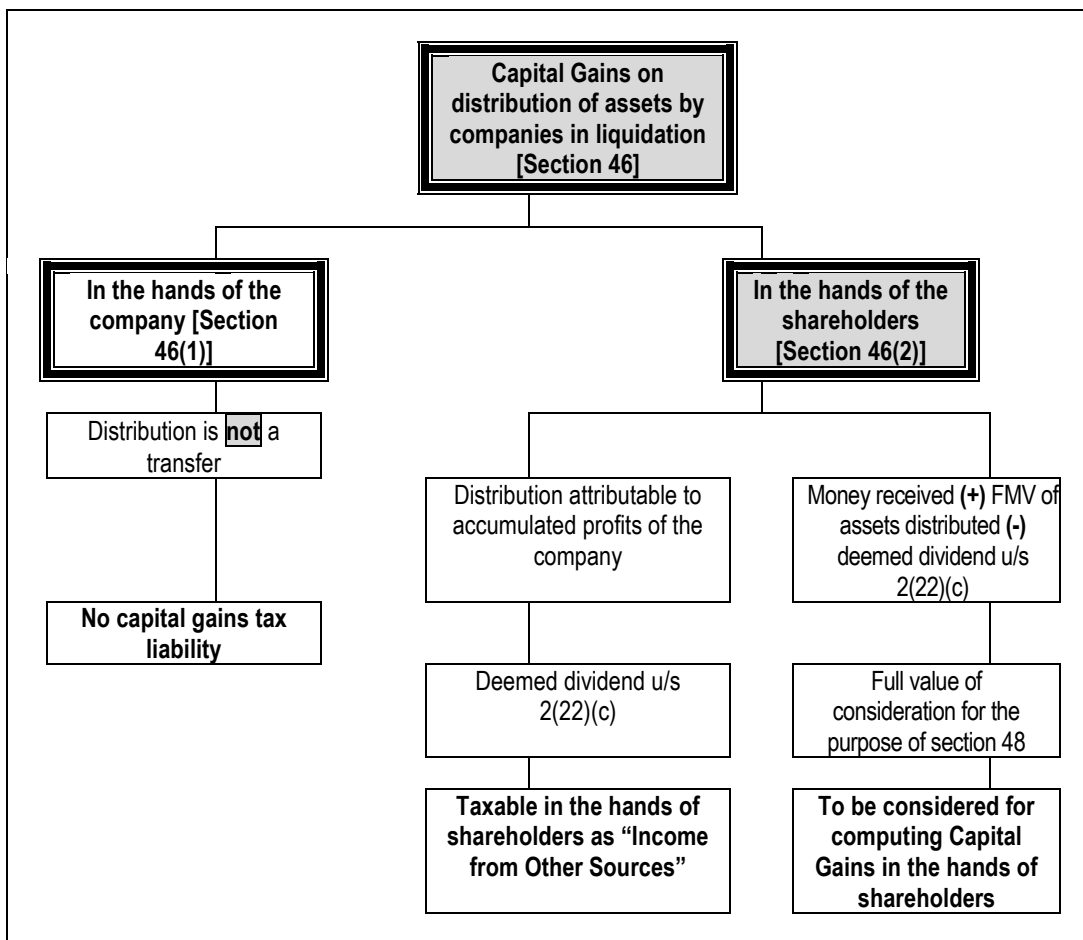 Capital Gains on
distribution of assets by
companies in liquidation
[Section 46]
In the hands of the
company [Section
46(1)]
In the hands of the
shareholders
[Section 46(2)]
Distribution is not a
transfer
Distribution attributable to
accumulated profits of the
company
Money received (+) FMV of
assets distributed (-)
deemed dividend u/s
2(22)(c)
No capital gains tax
liability
Deemed dividend u/s
2(22)(c)
Full value of
consideration for the
purpose of section 48
Taxable in the hands of
shareholders as “Income
from Other Sources”
To be considered for
computing Capital
Gains in the hands of
shareholders